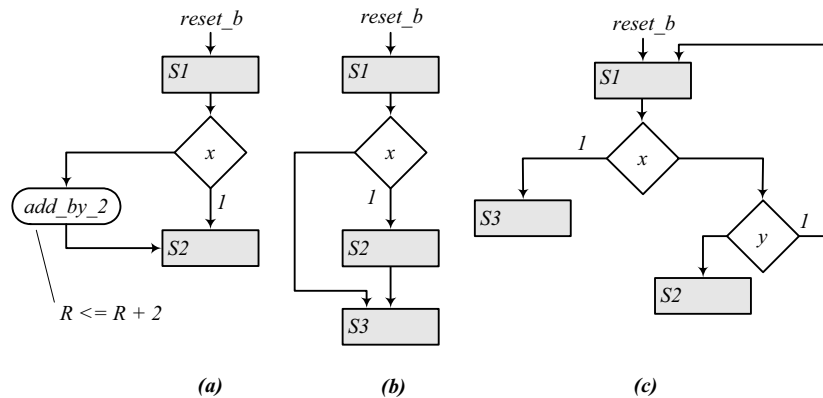 reset_b
S1
x
1
add_by_2
S2
R <= R + 2
(a)
reset_b
S1
x
1
S2
S3
(b)
reset_b
S1
x
1
S3
y
1
S2
(c)